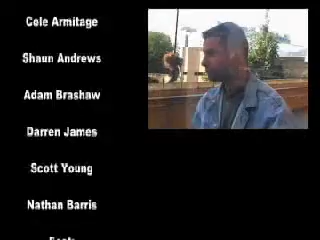 Cole Armitage
Shaun Andrews
Adam Brashaw
Darren James
Scott Young
Nathan Barris